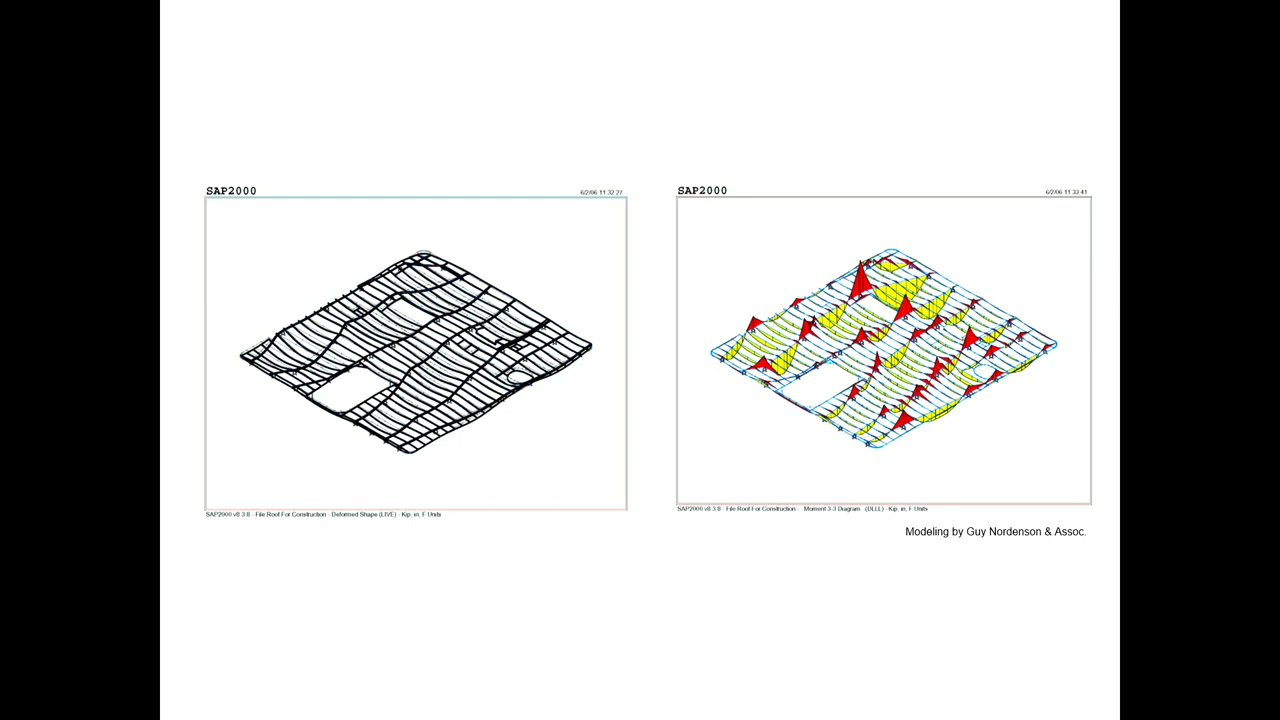 SAP2000
6/2/06 11:32:27
SAP2000 v8.3.8 - File:Roof For Construction - Deformed Shape (LIVE) - Kip, in, F Units
SAP2000
6/2/06 11:33:41
SAP2000 v8.3.8 - File:Roof For Construction - Moment 3-3 Diagram (DLLL) - Kip, in, F Units
Modeling by Guy Nordenson & Assoc.